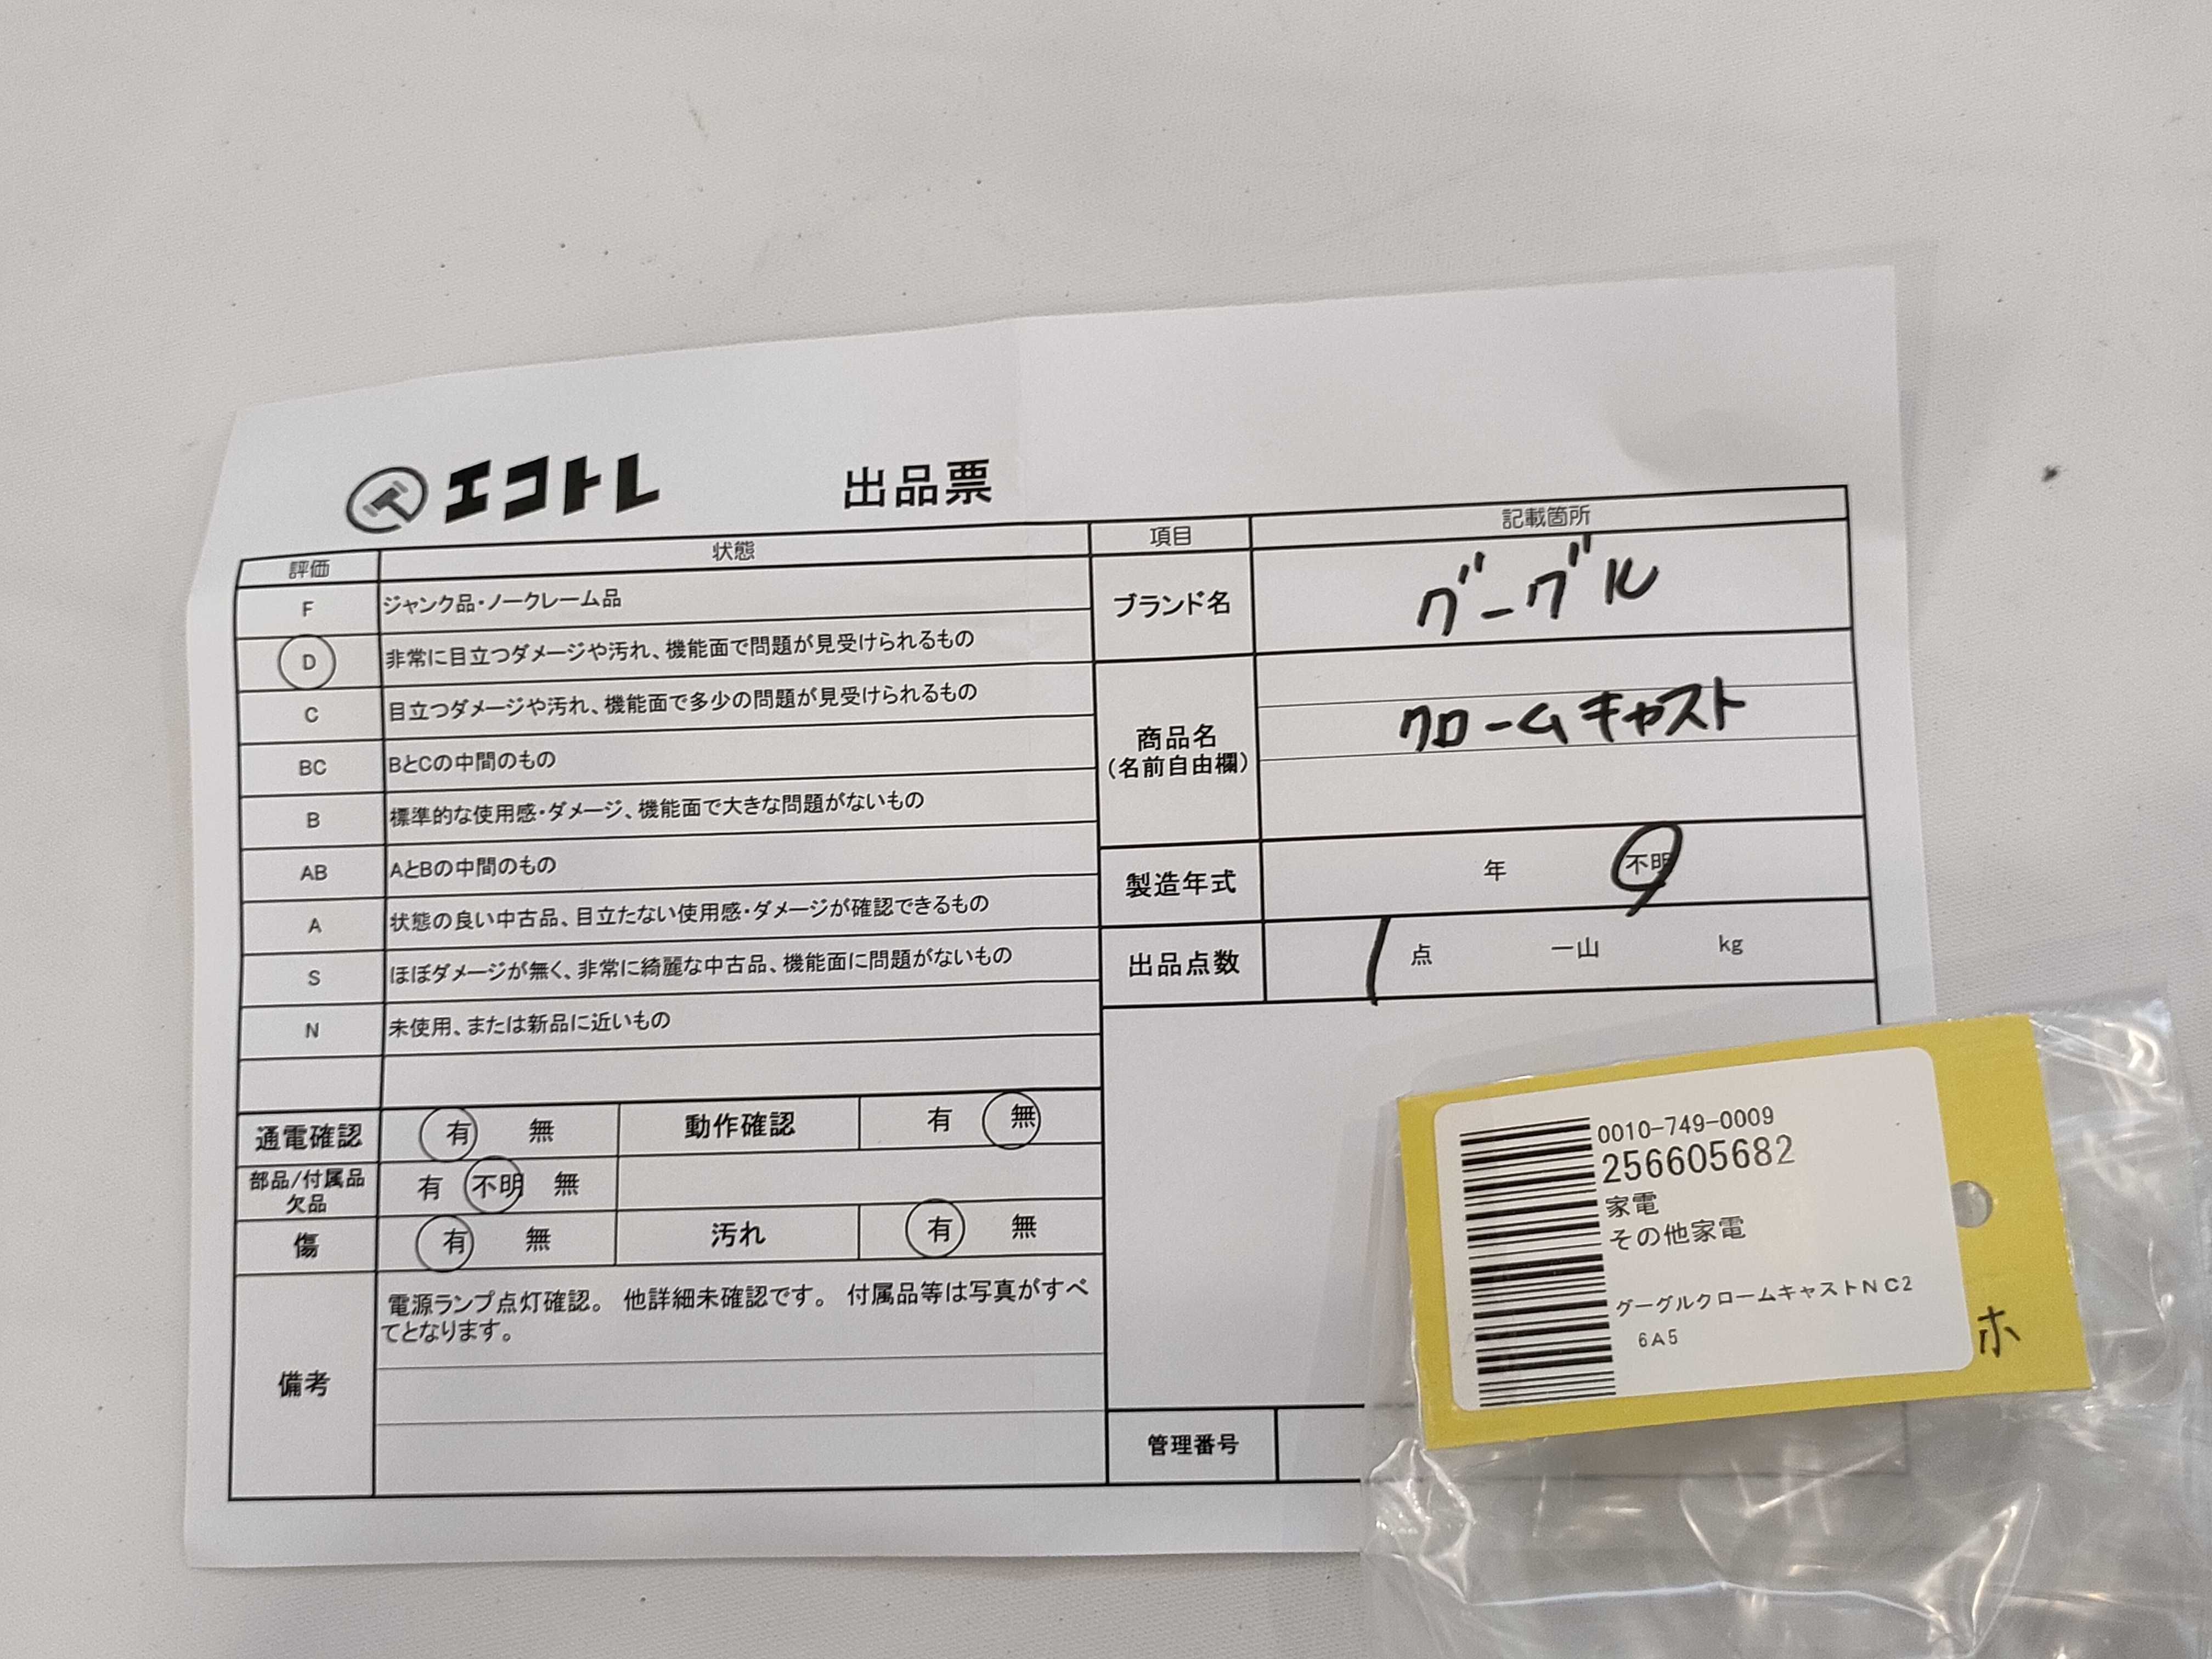 エコトレ 出品票
評価 状態
F ジャンク品・ノークレーム品
D 非常に目立つダメージや汚れ、機能面で問題が見受けられるもの
C 目立つダメージや汚れ、機能面で多少の問題が見受けられるもの
BC BとCの中間のもの
B 標準的な使用感・ダメージ、機能面で大きな問題がないもの
AB AとBの中間のもの
A 状態の良い中古品、目立たない使用感・ダメージが確認できるもの
S ほぼダメージが無く、非常に綺麗な中古品、機能面に問題がないもの
N 未使用、または新品に近いもの
通電確認 有 無 動作確認 有 無
部品/付属品
欠品
有 不明 無
傷 有 無 汚れ 有 無
備考
電源ランプ点灯確認。 他詳細未確認です。 付属品等は写真がすべ
てとなります。
項目 記載箇所
ブランド名 グーグル
商品名
(名前自由欄)
クロームキャスト
製造年式 年 不明
出品点数 1 点 一山 kg
管理番号
0010-749-0009
256605682
家電
その他家電
グーグルクロームキャストNC2
6A5
ホ